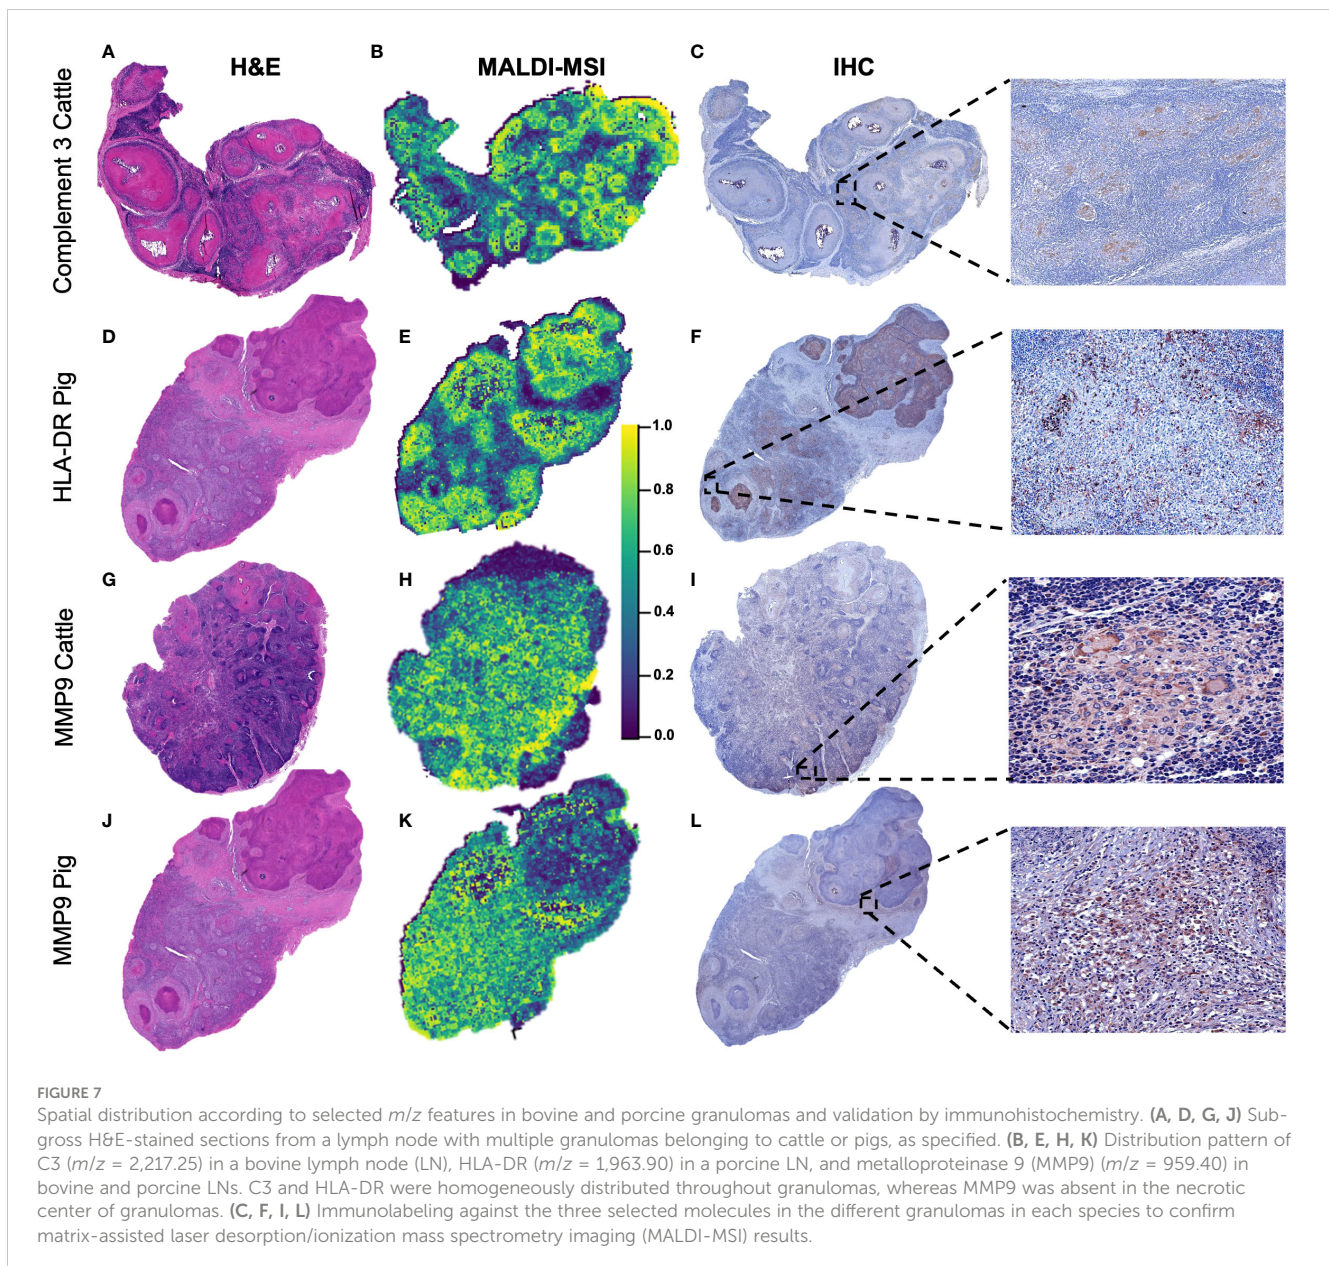 A
H&E
B
MALDI-MSI
C
IHC
Complement 3 Cattle
D
E
F
HLA-DR Pig
1.0
0.8
0.6
0.4
0.2
0.0
G
H
I
MMP9 Cattle
J
K
L
MMP9 Pig
FIGURE 7
Spatial distribution according to selected m/z features in bovine and porcine granulomas and validation by immunohistochemistry. (A, D, G, J) Sub-
gross H&E-stained sections from a lymph node with multiple granulomas belonging to cattle or pigs, as specified. (B, E, H, K) Distribution pattern of
C3 (m/z = 2,217.25) in a bovine lymph node (LN), HLA-DR (m/z = 1,963.90) in a porcine LN, and metalloproteinase 9 (MMP9) (m/z = 959.40) in
bovine and porcine LNs. C3 and HLA-DR were homogeneously distributed throughout granulomas, whereas MMP9 was absent in the necrotic
center of granulomas. (C, F, I, L) Immunolabeling against the three selected molecules in the different granulomas in each species to confirm
matrix-assisted laser desorption/ionization mass spectrometry imaging (MALDI-MSI) results.